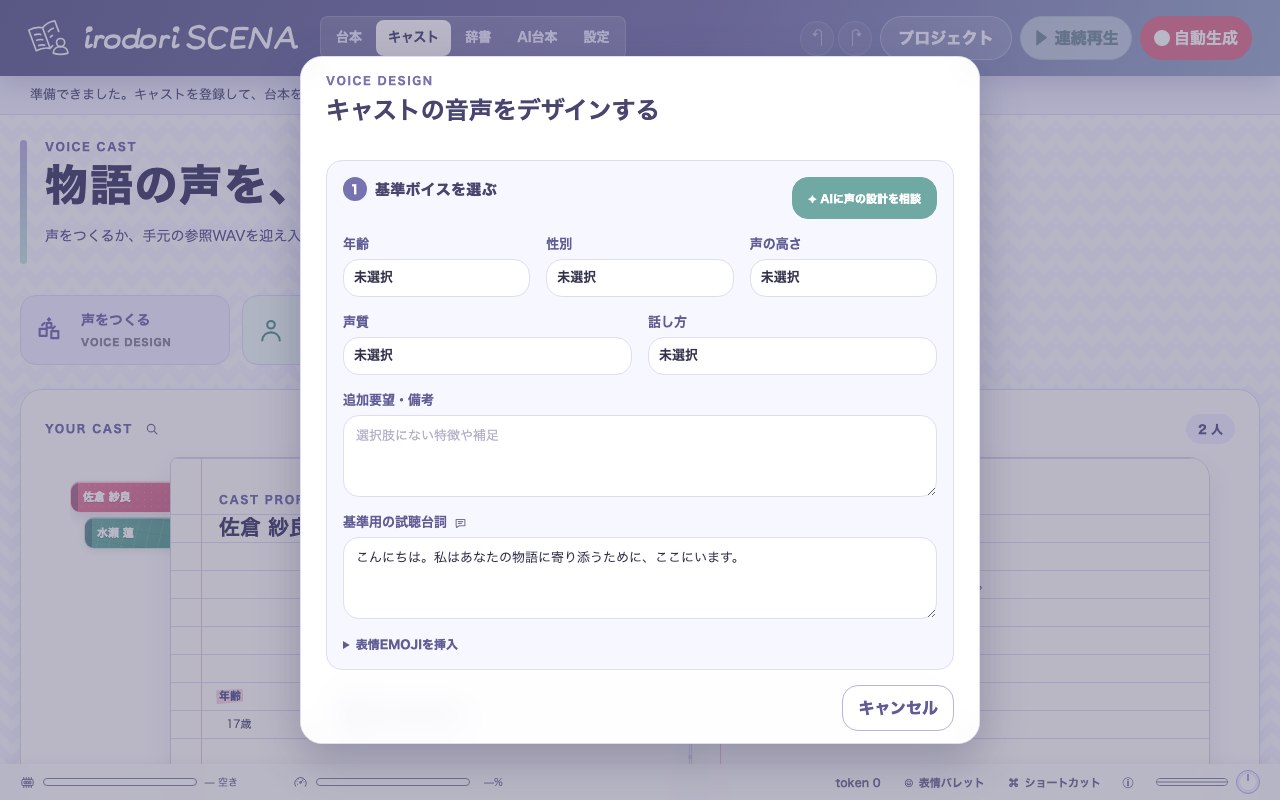 irodori SCENA
台本
キャスト
辞書
AI台本
設定
プロジェクト
連続再生
自動生成
準備できました。キャストを登録して、台本を
VOICE CAST
物語の声を、
声をつくるか、手元の参照WAVを迎え入
声をつくる
VOICE DESIGN
YOUR CAST
2 人
佐倉 紗良
水瀬 蓮
CAST PROF
佐倉 紗良
年齢
17歳
VOICE DESIGN
キャストの音声をデザインする
1 基準ボイスを選ぶ
✦ AIに声の設計を相談
年齢
性別
声の高さ
未選択
未選択
未選択
声質
話し方
未選択
未選択
追加要望・備考
選択肢にない特徴や補足
基準用の試聴台詞
こんにちは。私はあなたの物語に寄り添うために、ここにいます。
▶ 表情EMOJIを挿入
キャンセル
— 空き
—%
token 0
◎ 表情パレット
⌘ ショートカット